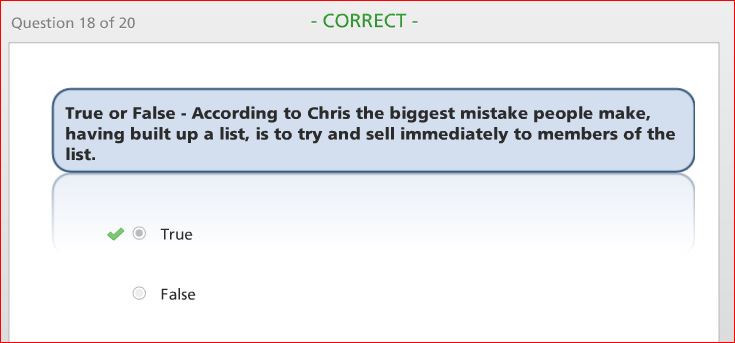 Question 18 of 20
- CORRECT -
True or False - According to Chris the biggest mistake people make,
having built up a list, is to try and sell immediately to members of the
list.
True
False